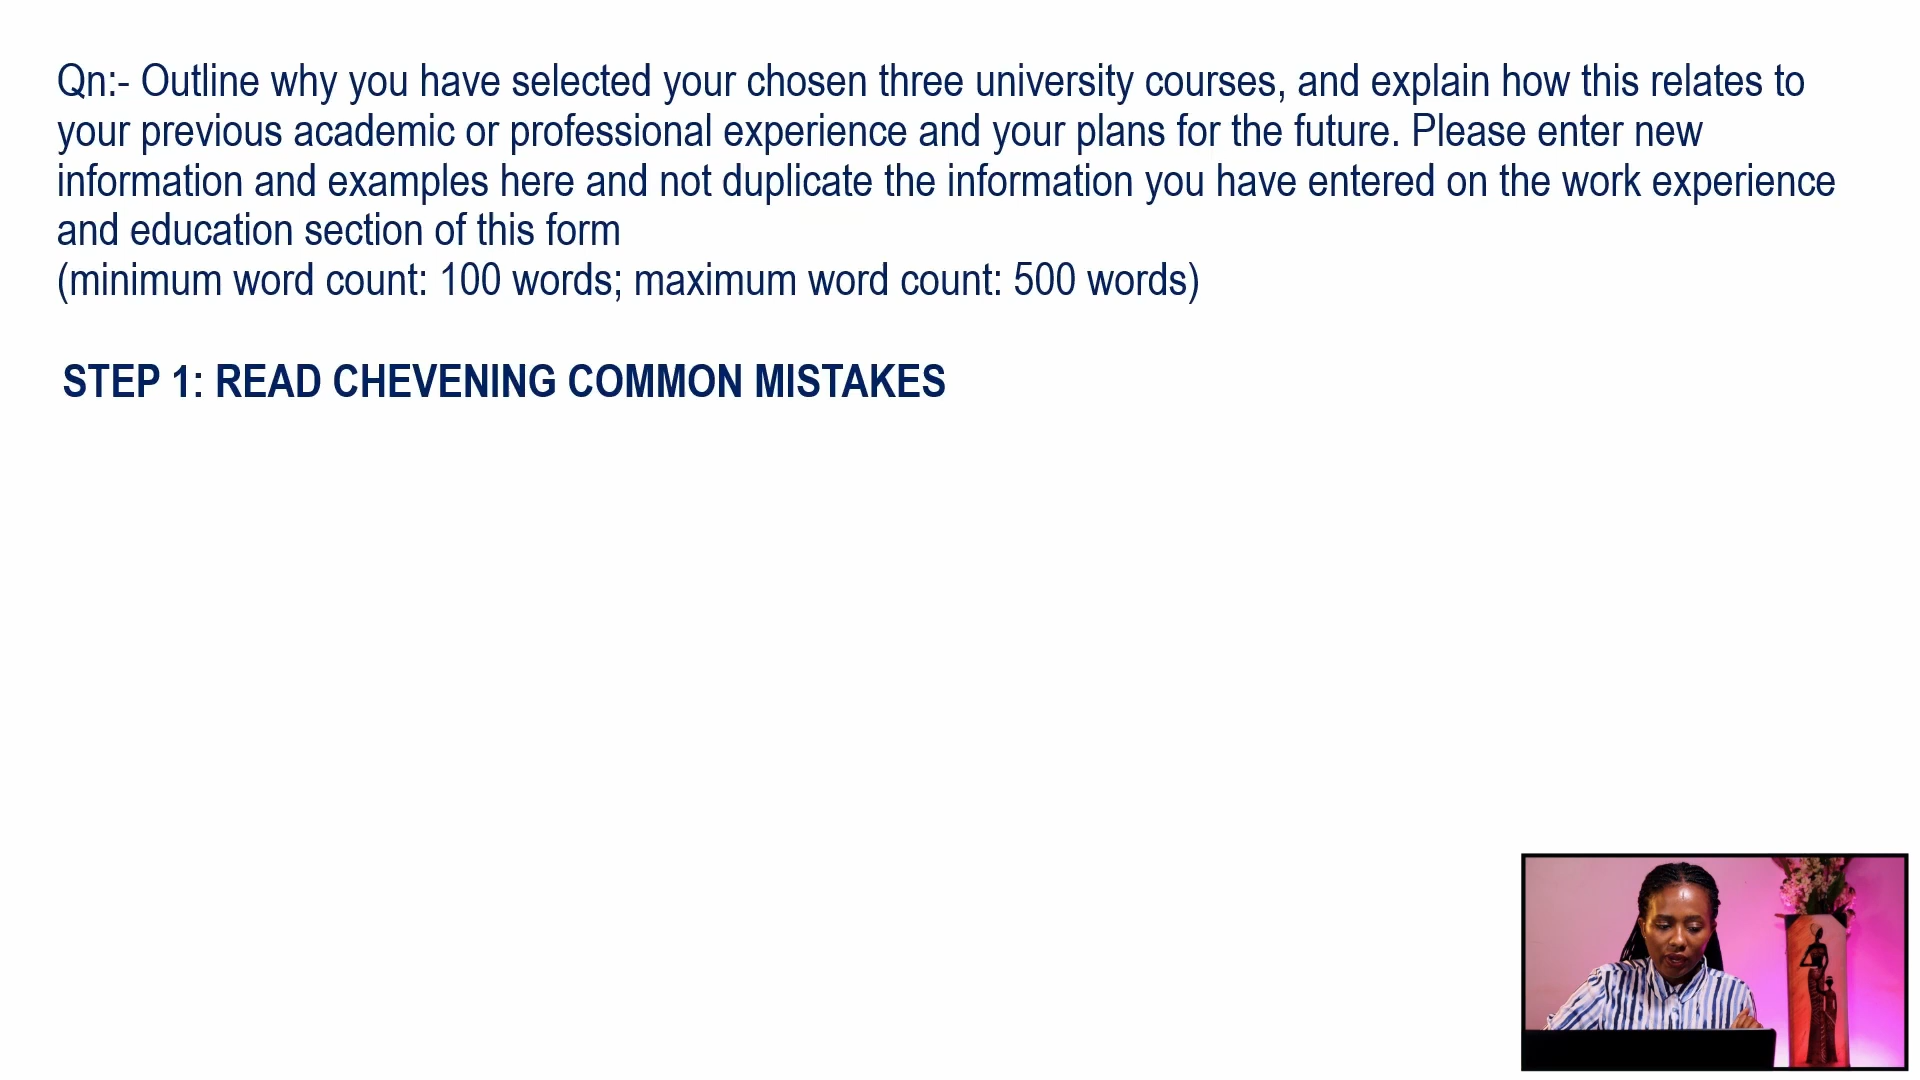 Qn:- Outline why you have selected your chosen three university courses, and explain how this relates to
your previous academic or professional experience and your plans for the future. Please enter new
information and examples here and not duplicate the information you have entered on the work experience
and education section of this form
(minimum word count: 100 words; maximum word count: 500 words)
STEP 1: READ CHEVENING COMMON MISTAKES